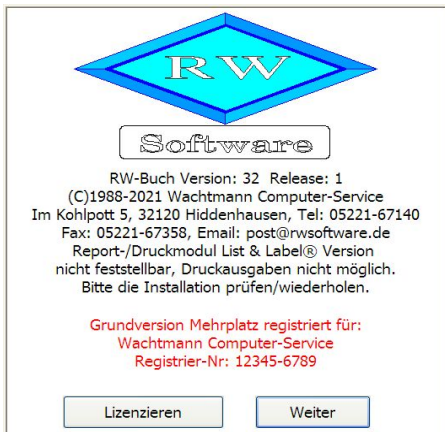 RW
Software
RW-Buch Version: 32 Release: 1
(C)1988-2021 Wachtmann Computer-Service
Im Kohlpott 5, 32120 Hiddenhausen, Tel: 05221-67140
Fax: 05221-67358, Email: post@rwsoftware.de
Report-/Druckmodul List & Label® Version
nicht feststellbar, Druckausgaben nicht möglich.
Bitte die Installation prüfen/wiederholen.
Grundversion Mehrplatz registriert für:
Wachtmann Computer-Service
Registrier-Nr: 12345-6789
Lizenzieren Weiter